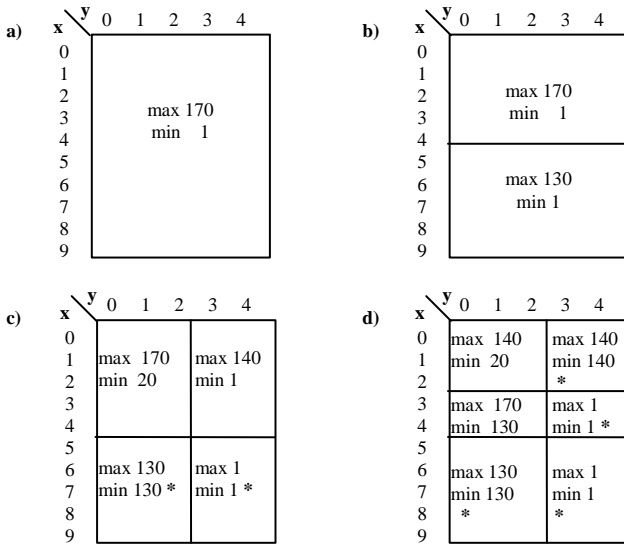 a)
y
x 0 1 2 3 4
0
1
2
3
4
5
6
7
8
9
max 170
min 1
b)
y
x 0 1 2 3 4
0
1
2
3
4
5
6
7
8
9
max 170
min 1
max 130
min 1
c)
y
x 0 1 2 3 4
0
1
2
3
4
5
6
7
8
9
max 170
min 20
max 140
min 1
max 130
min 130 *
max 1
min 1 *
d)
y
x 0 1 2 3 4
0
1
2
3
4
5
6
7
8
9
max 140
min 20
max 140
min 140
*
max 170
min 130
max 1
min 1 *
max 130
min 130
*
max 1
min 1
*